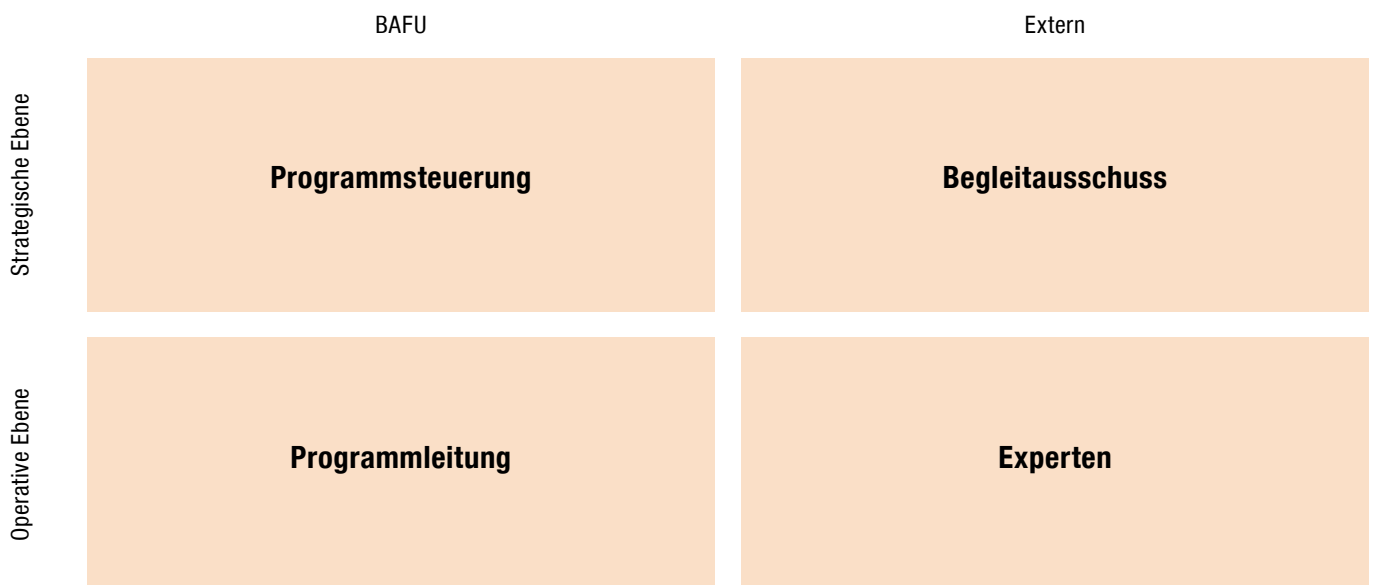 BAFU
Extern
Strategische Ebene
Programmsteuerung
Begleitausschuss
Operative Ebene
Programmleitung
Experten